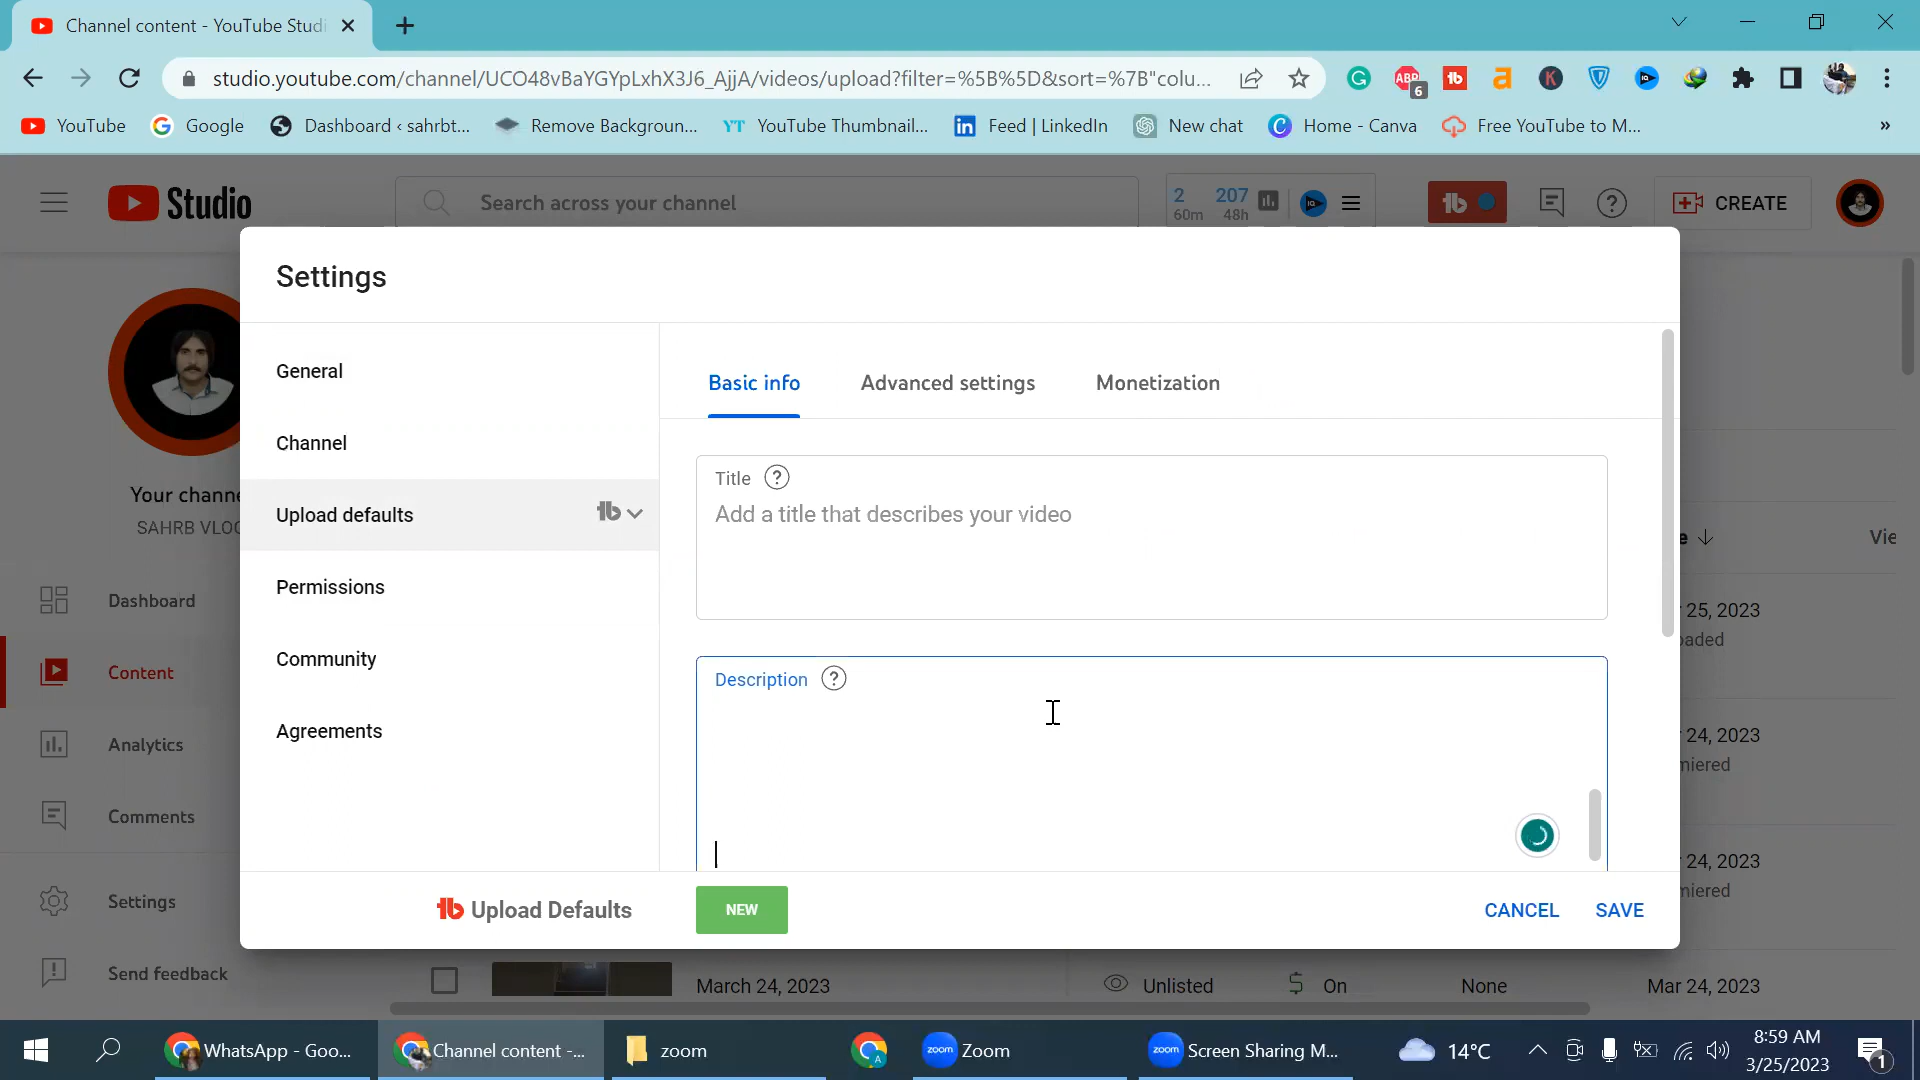 Channel content - YouTube Studi
studio.youtube.com/channel/UCO48vBaYGYpLxhX3J6_AjjA/videos/upload?filter=%5B%5D&sort=%7B"colu...
ABP
6
YouTube
Google
Dashboard ‹ sahrbt...
Remove Backgroun...
YT YouTube Thumbnail...
Feed | LinkedIn
New chat
Home - Canva
Free YouTube to M...
»
Studio
Search across your channel
2
60m
207
48h
CREATE
Settings
General
Channel
Upload defaults
Permissions
Community
Agreements
Basic info
Advanced settings
Monetization
Title
Add a title that describes your video
Description
Upload Defaults
NEW
CANCEL
SAVE
Your channe
SAHRB VLO
Dashboard
Content
Analytics
Comments
Settings
Send feedback
e
Vie
25, 2023
oaded
24, 2023
miered
24, 2023
miered
March 24, 2023
Unlisted
On
None
Mar 24, 2023
WhatsApp - Goo...
Channel content -...
zoom
Zoom
Screen Sharing M...
14°C
8:59 AM
3/25/2023
1